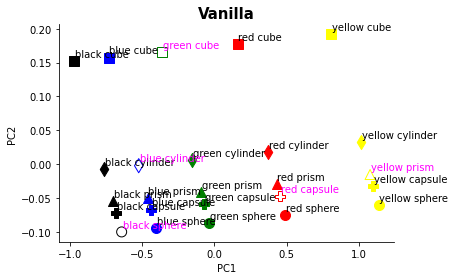 Vanilla
yellow cube
0.20
red cube
green cube
blue cube
black cube
0.15
0.10
PC2
0.05
yellow cylinder
red cylinder
green cylinder
blue cylinder
black cylinder
0.00
yellow prism
red prism
yellow capsule
green prism
blue prism
black prism
red capsule
−0.05
green capsule
blue capsule
black capsule
yellow sphere
red sphere
green sphere
blue sphere
black sphere
−0.10
−1.0 −0.5 0.0 0.5 1.0
PC1